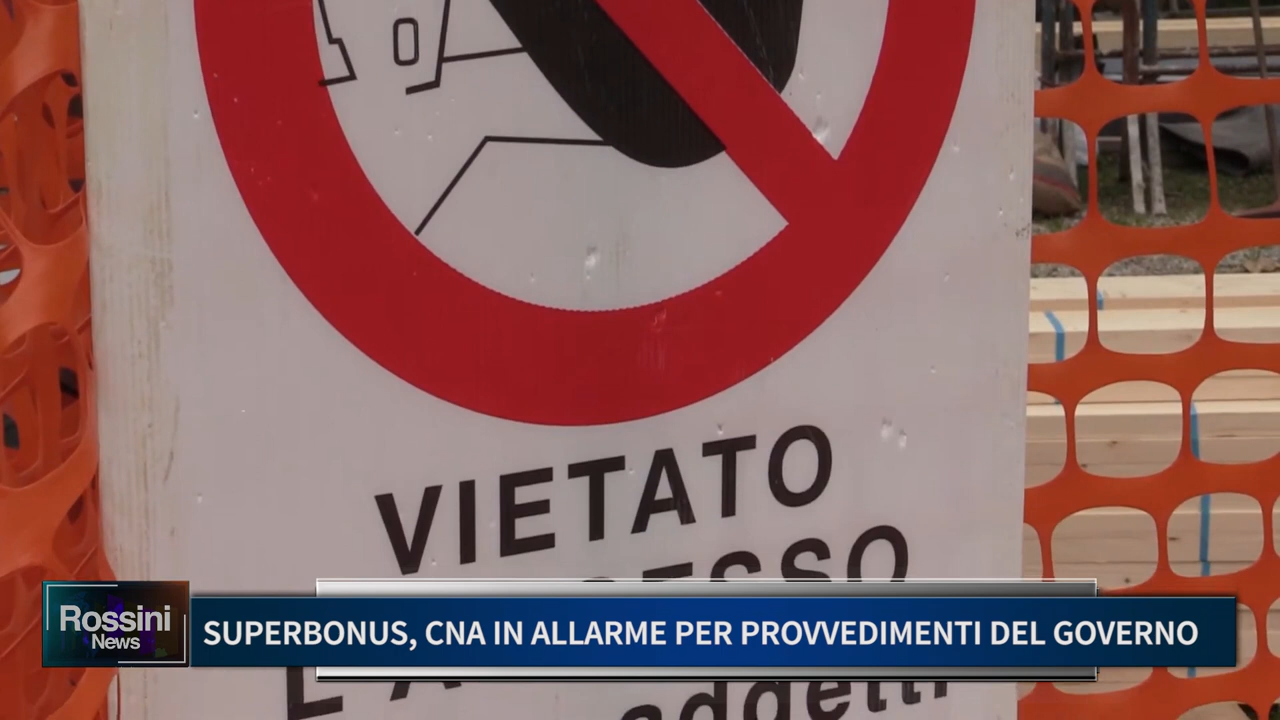 VIETATO
Rossini
News
SUPERBONUS, CNA IN ALLARME PER PROVVEDIMENTI DEL GOVERNO